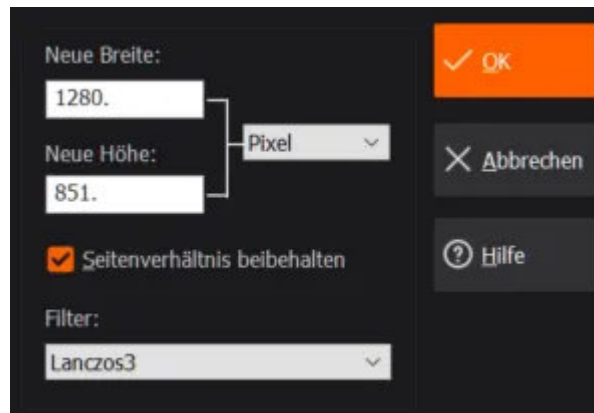 Neue Breite:
1280.
Pixel
Neue Höhe:
851.
Seitenverhältnis beibehalten
Filter:
Lanczos3
OK
Abbrechen
Hilfe